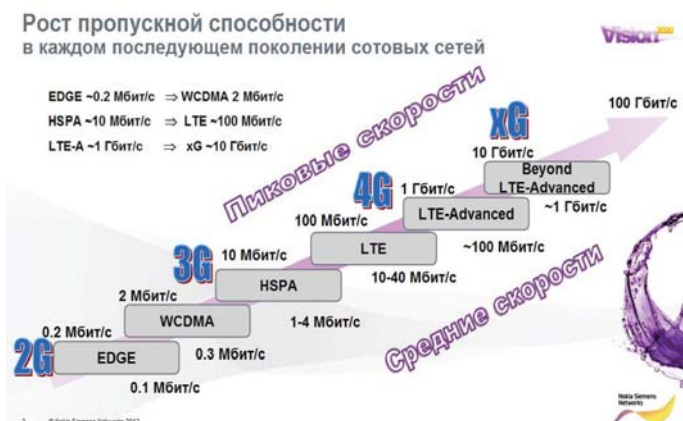 Рост пропускной способности
в каждом последующем поколении сотовых сетей
Vision 2020
EDGE ~0.2 Мбит/с ⇒ WCDMA 2 Мбит/с
HSPA ~10 Мбит/с ⇒ LTE ~100 Мбит/с
LTE-A ~1 Гбит/с ⇒ xG ~10 Гбит/с
Пиковые скорости
100 Гбит/с
xG
10 Гбит/с
Beyond
LTE-Advanced
~1 Гбит/с
4G
1 Гбит/с
LTE-Advanced
~100 Мбит/с
100 Мбит/с
LTE
10-40 Мбит/с
3G
10 Мбит/с
HSPA
1-4 Мбит/с
2 Мбит/с
WCDMA
0.3 Мбит/с
2G
0.2 Мбит/с
EDGE
0.1 Мбит/с
Средние скорости
Nokia Siemens
Networks
© Nokia Siemens Networks